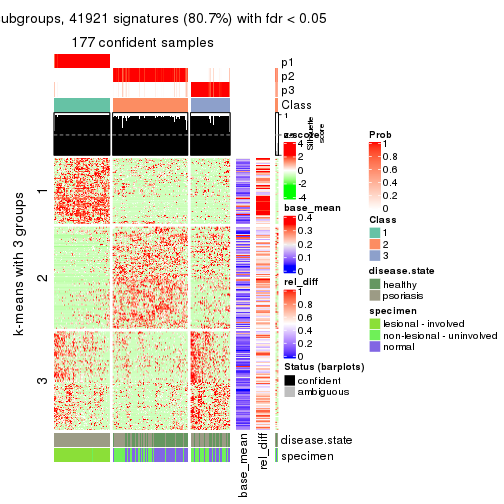 ubgroups, 41921 signatures (80.7%) with fdr < 0.05
177 confident samples
p1
p2
p3
Class
1
Silhouette
score
k-means with 3 groups
1
2
3
z-score
4
2
0
-2
-4
base_mean
0.4
0.3
0.2
0.1
0
rel_diff
1
0.8
0.6
0.4
0.2
0
Status (barplots)
confident
ambiguous
Prob
1
0.8
0.6
0.4
0.2
0
Class
1
2
3
disease.state
healthy
psoriasis
specimen
lesional - involved
non-lesional - uninvolved
normal
disease.state
specimen
base_mean
rel_diff